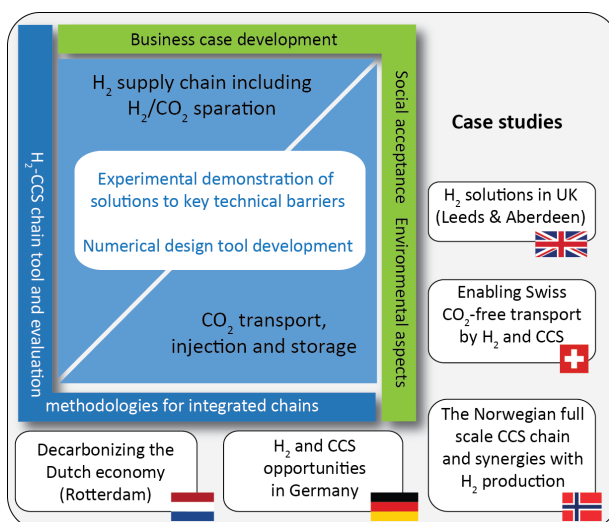 Business case development
H₂ supply chain including
H₂/CO₂ sparation
Experimental demonstration of
solutions to key technical barriers
Numerical design tool development
CO₂ transport,
injection and storage
H₂-CCS chain tool and evaluation
methodologies for integrated chains
Social acceptance Environmental aspects
Case studies
H₂ solutions in UK
(Leeds & Aberdeen)
Enabling Swiss
CO₂-free transport
by H₂ and CCS
The Norwegian full
scale CCS chain
and synergies with
H₂ production
Decarbonizing the
Dutch economy
(Rotterdam)
H₂ and CCS
opportunities
in Germany